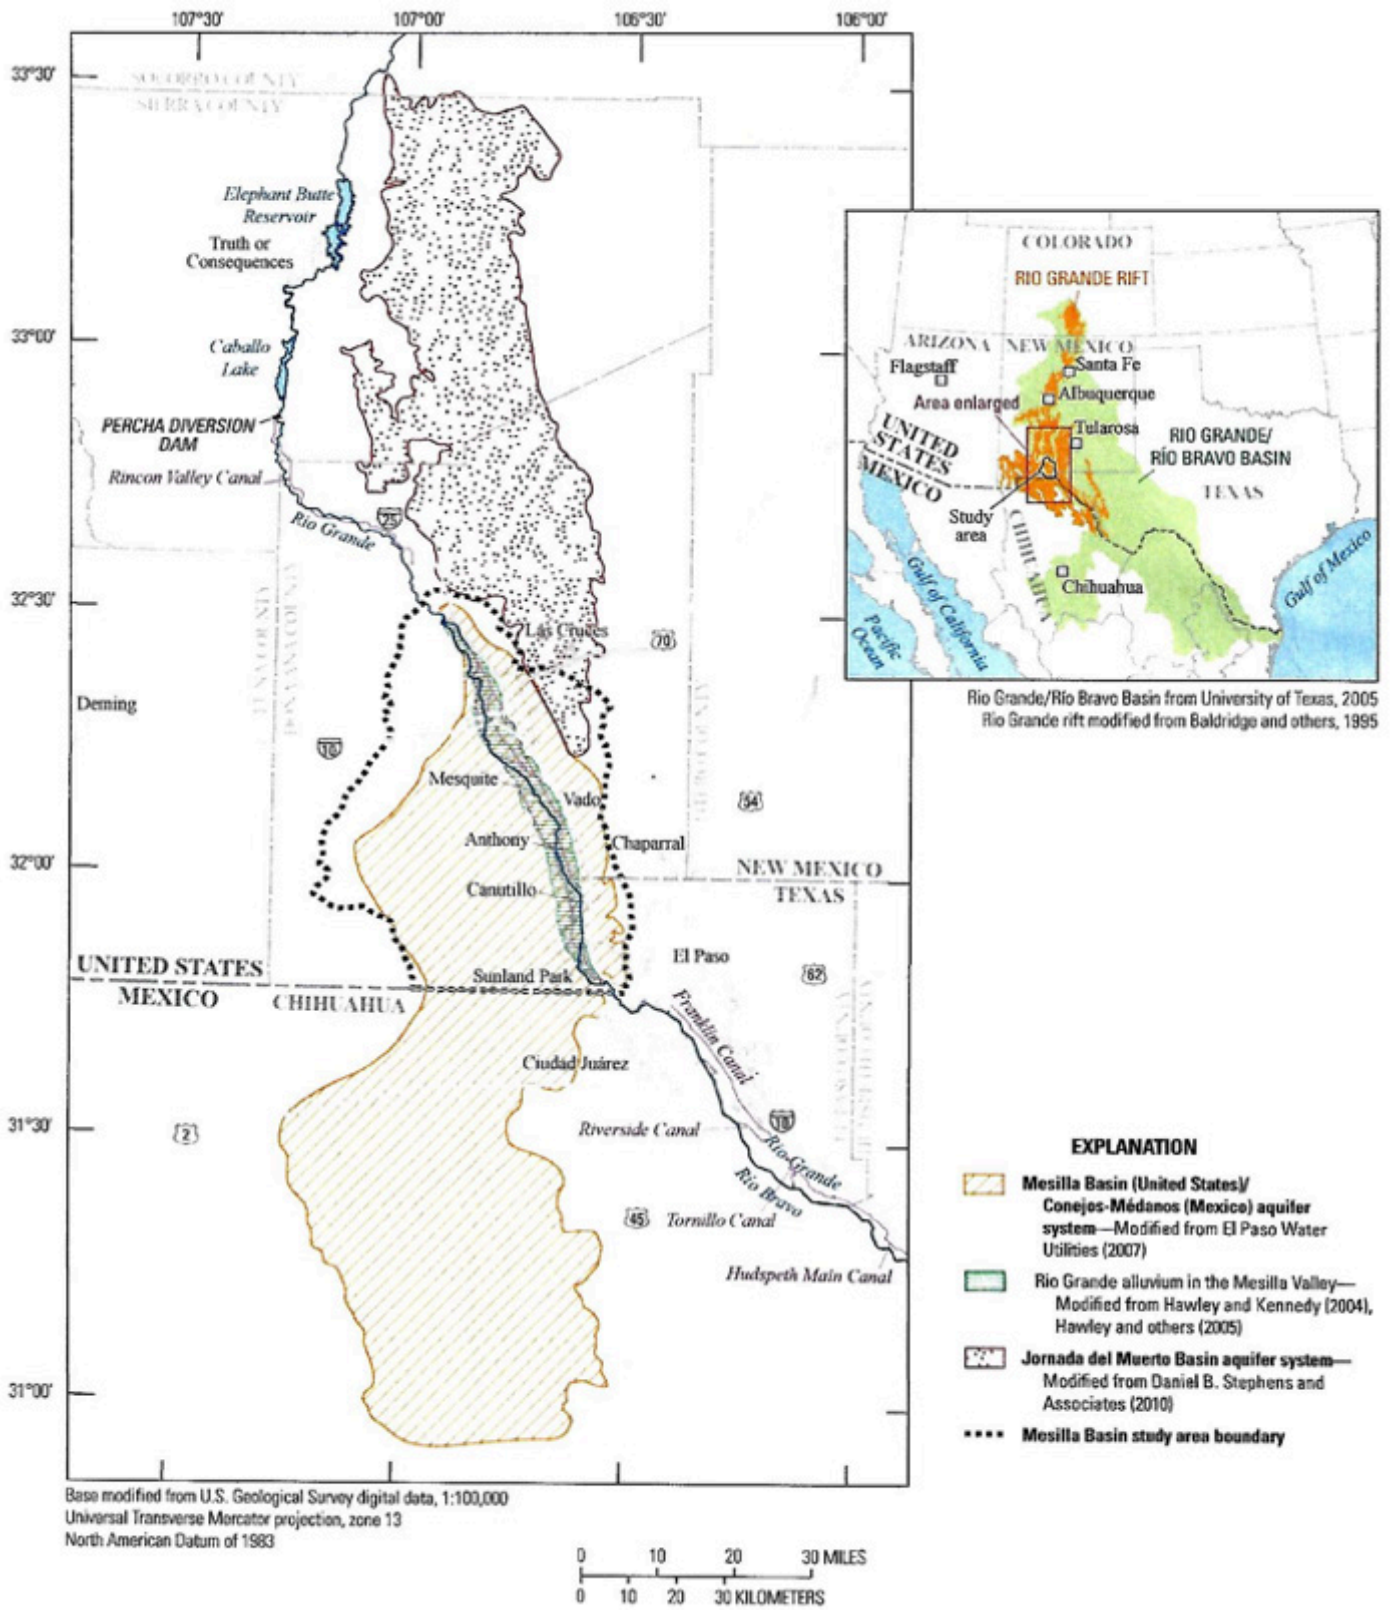 107°30' 107°00' 106°30' 106°00'
33°30'
SOCORRO COUNTY
SIERRA COUNTY
Elephant Butte
Reservoir
Truth or
Consequences
33°00'
Caballo
Lake
PERCHA DIVERSION
DAM
Rincon Valley Canal
Rio Grande
25
32°30'
LUNA COUNTY
DONA ANA COUNTY
Las Cruces
70
Deming
10
Mesquite
Vado
54
Anthony
Chaparral
32°00'
NEW MEXICO
TEXAS
Canutillo
El Paso
62
UNITED STATES
MEXICO
CHIHUAHUA
Sunland Park
Franklin Canal
Ciudad Juárez
31°30'
2
Riverside Canal
10
Rio Grande
Rio Bravo
45
Tornillo Canal
Hudspeth Main Canal
31°00'
COLORADO
RIO GRANDE RIFT
ARIZONA NEW MEXICO
Flagstaff
Santa Fe
Area enlarged
Albuquerque
Tularosa
UNITED
STATES
MEXICO
RIO GRANDE/
RÍO BRAVO BASIN
TEXAS
Study
area
CHIHUAHUA
Chihuahua
Gulf of California
Gulf of Mexico
Pacific
Ocean
Rio Grande/Río Bravo Basin from University of Texas, 2005
Rio Grande rift modified from Baldridge and others, 1995
EXPLANATION
Mesilla Basin (United States)/
Conejos-Médanos (Mexico) aquifer
system—Modified from El Paso Water
Utilities (2007)
Rio Grande alluvium in the Mesilla Valley—
Modified from Hawley and Kennedy (2004),
Hawley and others (2005)
Jornada del Muerto Basin aquifer system—
Modified from Daniel B. Stephens and
Associates (2010)
Mesilla Basin study area boundary
Base modified from U.S. Geological Survey digital data, 1:100,000
Universal Transverse Mercator projection, zone 13
North American Datum of 1983
0 10 20 30 MILES
0 10 20 30 KILOMETERS